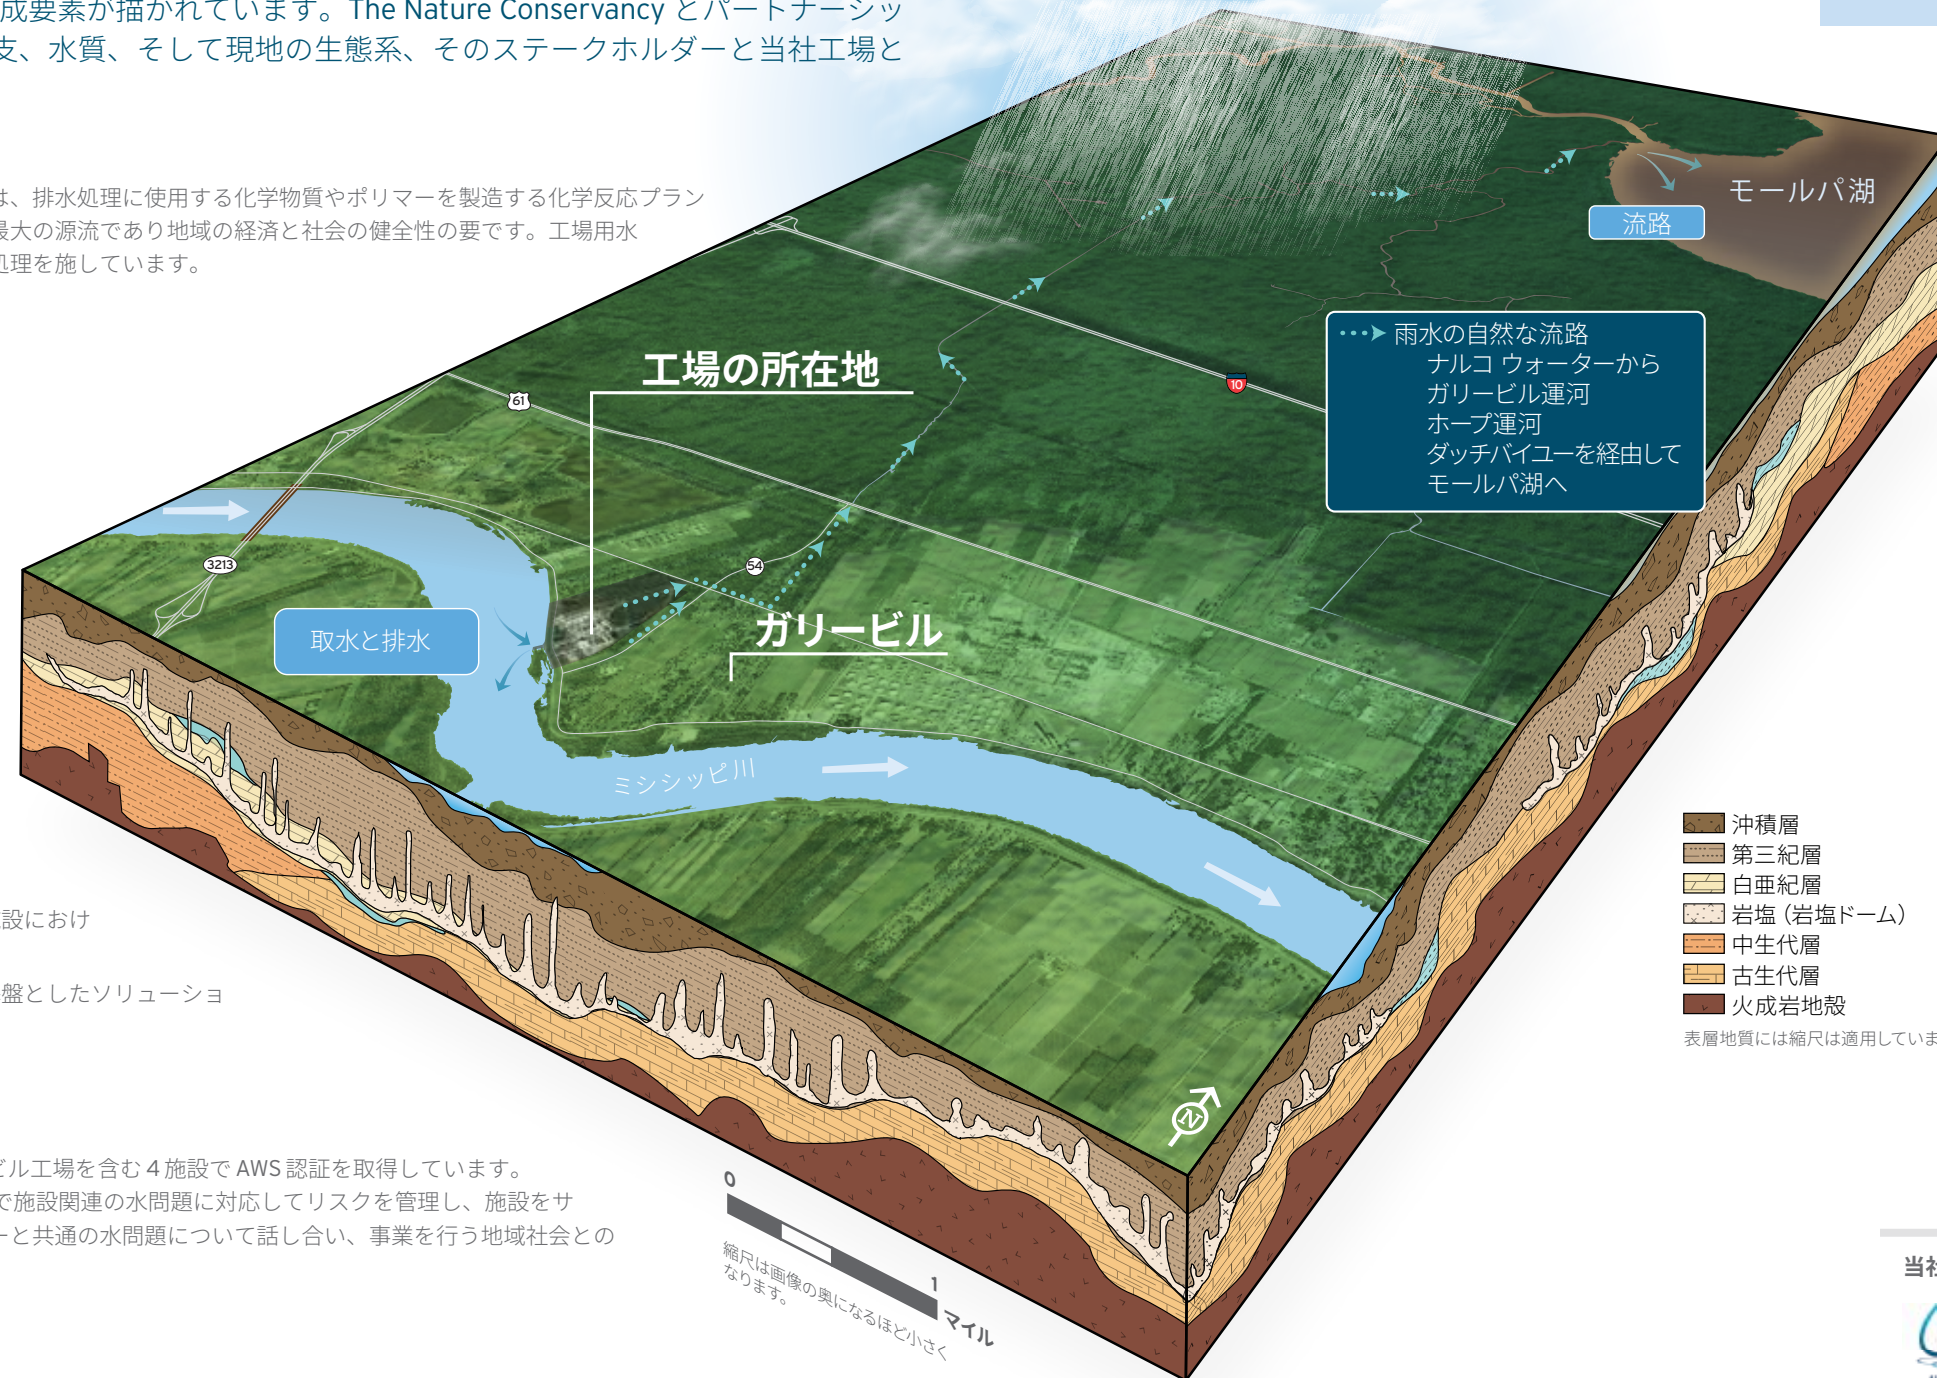 成要素が描かれています。The Nature Conservancy とパートナーシッ
支、水質、そして現地の生態系、そのステークホルダーと当社工場と
は、排水処理に使用する化学物質やポリマーを製造する化学反応プラン
最大の源流であり地域の経済と社会の健全性の要です。工場用水
処理を施しています。
モールパ湖
流路
雨水の自然な流路
ナルコ ウォーターから
ガリービル運河
ホープ運河
ダッチバイユーを経由して
モールパ湖へ
工場の所在地
61
10
3213
54
取水と排水
ガリービル
ミシシッピ川
沖積層
第三紀層
白亜紀層
岩塩（岩塩ドーム）
中生代層
古生代層
火成岩地殻
表層地質には縮尺は適用していま
設におけ
盤としたソリューショ
N
ビル工場を含む 4 施設で AWS 認証を取得しています。
で施設関連の水問題に対応してリスクを管理し、施設をサ
ーと共通の水問題について話し合い、事業を行う地域社会との
0
1
マイル
縮尺は画像の奥になるほど小さく
なります。
当社